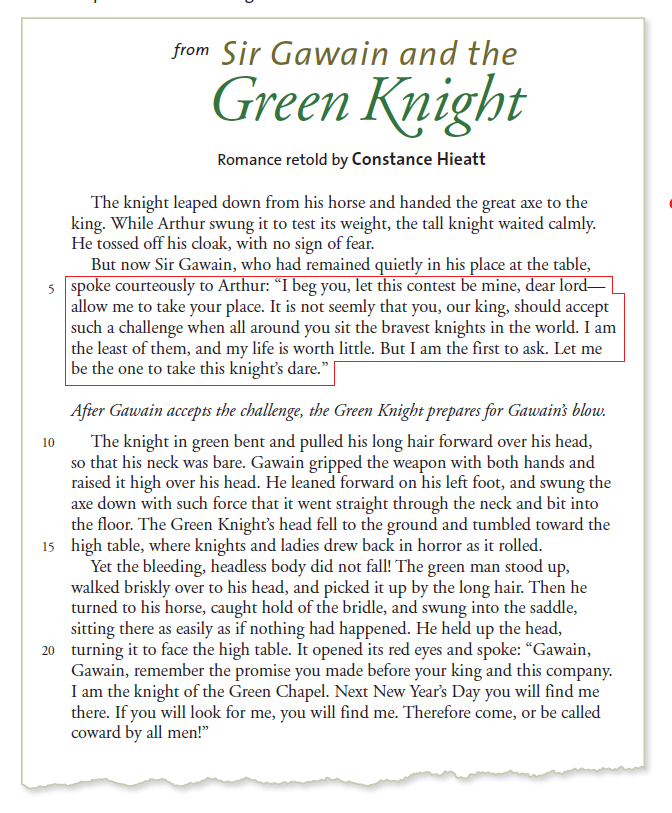 from Sir Gawain and the
Green Knight
Romance retold by Constance Hieatt
The knight leaped down from his horse and handed the great axe to the
king. While Arthur swung it to test its weight, the tall knight waited calmly.
He tossed off his cloak, with no sign of fear.
But now Sir Gawain, who had remained quietly in his place at the table,
5 spoke courteously to Arthur: “I beg you, let this contest be mine, dear lord—
allow me to take your place. It is not seemly that you, our king, should accept
such a challenge when all around you sit the bravest knights in the world. I am
the least of them, and my life is worth little. But I am the first to ask. Let me
be the one to take this knight’s dare.”
After Gawain accepts the challenge, the Green Knight prepares for Gawain’s blow.
10 The knight in green bent and pulled his long hair forward over his head,
so that his neck was bare. Gawain gripped the weapon with both hands and
raised it high over his head. He leaned forward on his left foot, and swung the
axe down with such force that it went straight through the neck and bit into
the floor. The Green Knight’s head fell to the ground and tumbled toward the
15 high table, where knights and ladies drew back in horror as it rolled.
Yet the bleeding, headless body did not fall! The green man stood up,
walked briskly over to his head, and picked it up by the long hair. Then he
turned to his horse, caught hold of the bridle, and swung into the saddle,
sitting there as easily as if nothing had happened. He held up the head,
20 turning it to face the high table. It opened its red eyes and spoke: “Gawain,
Gawain, remember the promise you made before your king and this company.
I am the knight of the Green Chapel. Next New Year’s Day you will find me
there. If you will look for me, you will find me. Therefore come, or be called
coward by all men!”